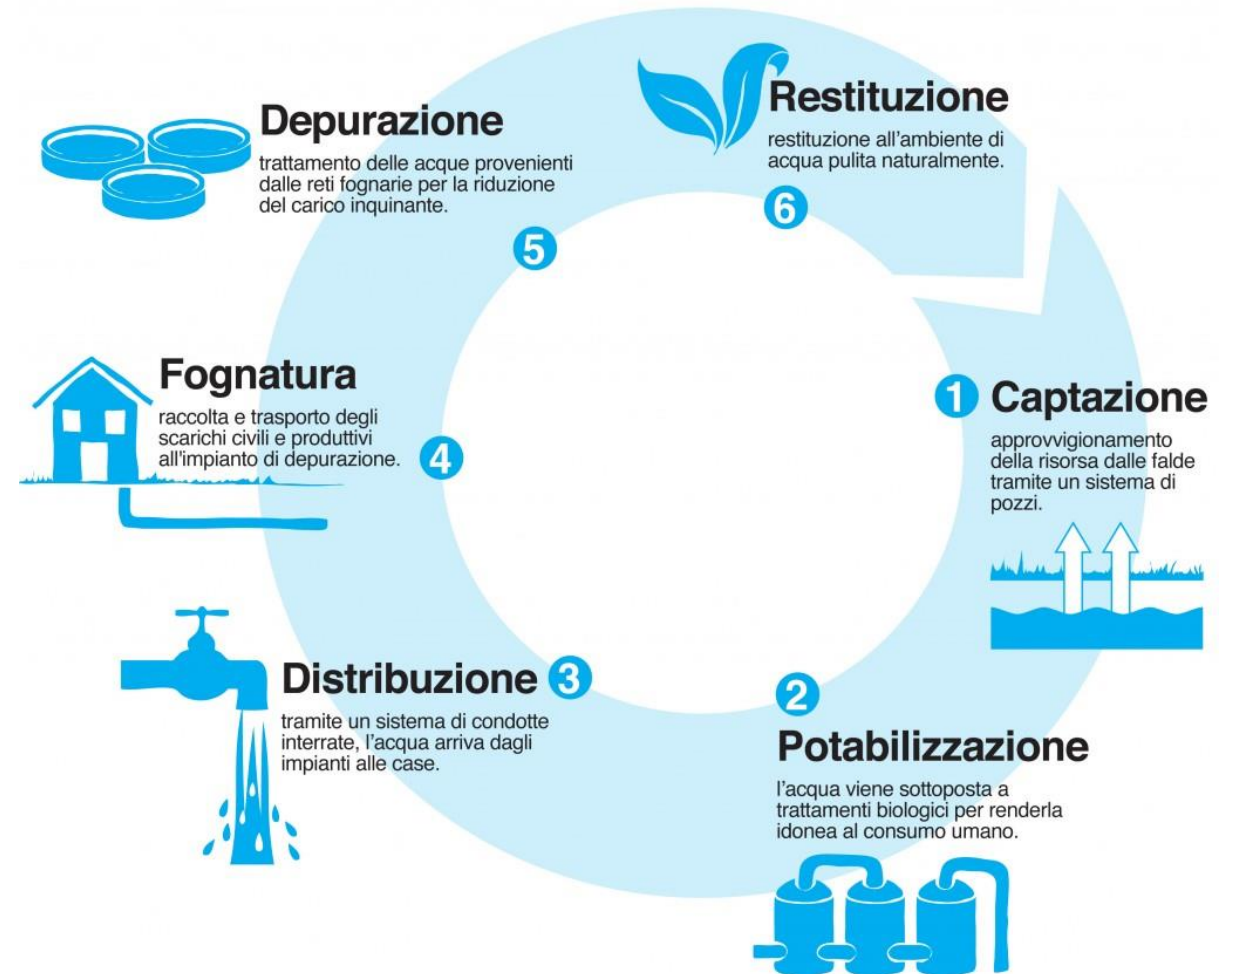 1 Captazione
approvvigionamento
della risorsa dalle falde
tramite un sistema di
pozzi.
2
Potabilizzazione
l'acqua viene sottoposta a
trattamenti biologici per renderla
idonea al consumo umano.
Distribuzione 3
tramite un sistema di condotte
interrate, l'acqua arriva dagli
impianti alle case.
Fognatura
raccolta e trasporto degli
scarichi civili e produttivi
all'impianto di depurazione.
4
Depurazione
trattamento delle acque provenienti
dalle reti fognarie per la riduzione
del carico inquinante.
5
Restituzione
restituzione all'ambiente di
acqua pulita naturalmente.
6